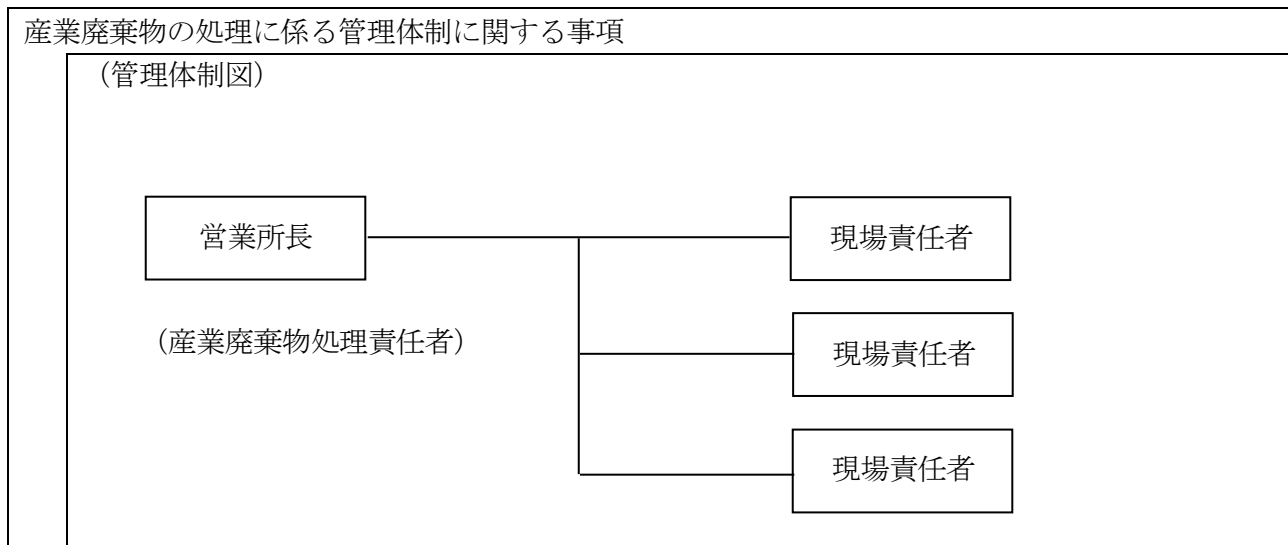 産業廃棄物の処理に係る管理体制に関する事項
（管理体制図）
営業所長
現場責任者
（産業廃棄物処理責任者）
現場責任者
現場責任者